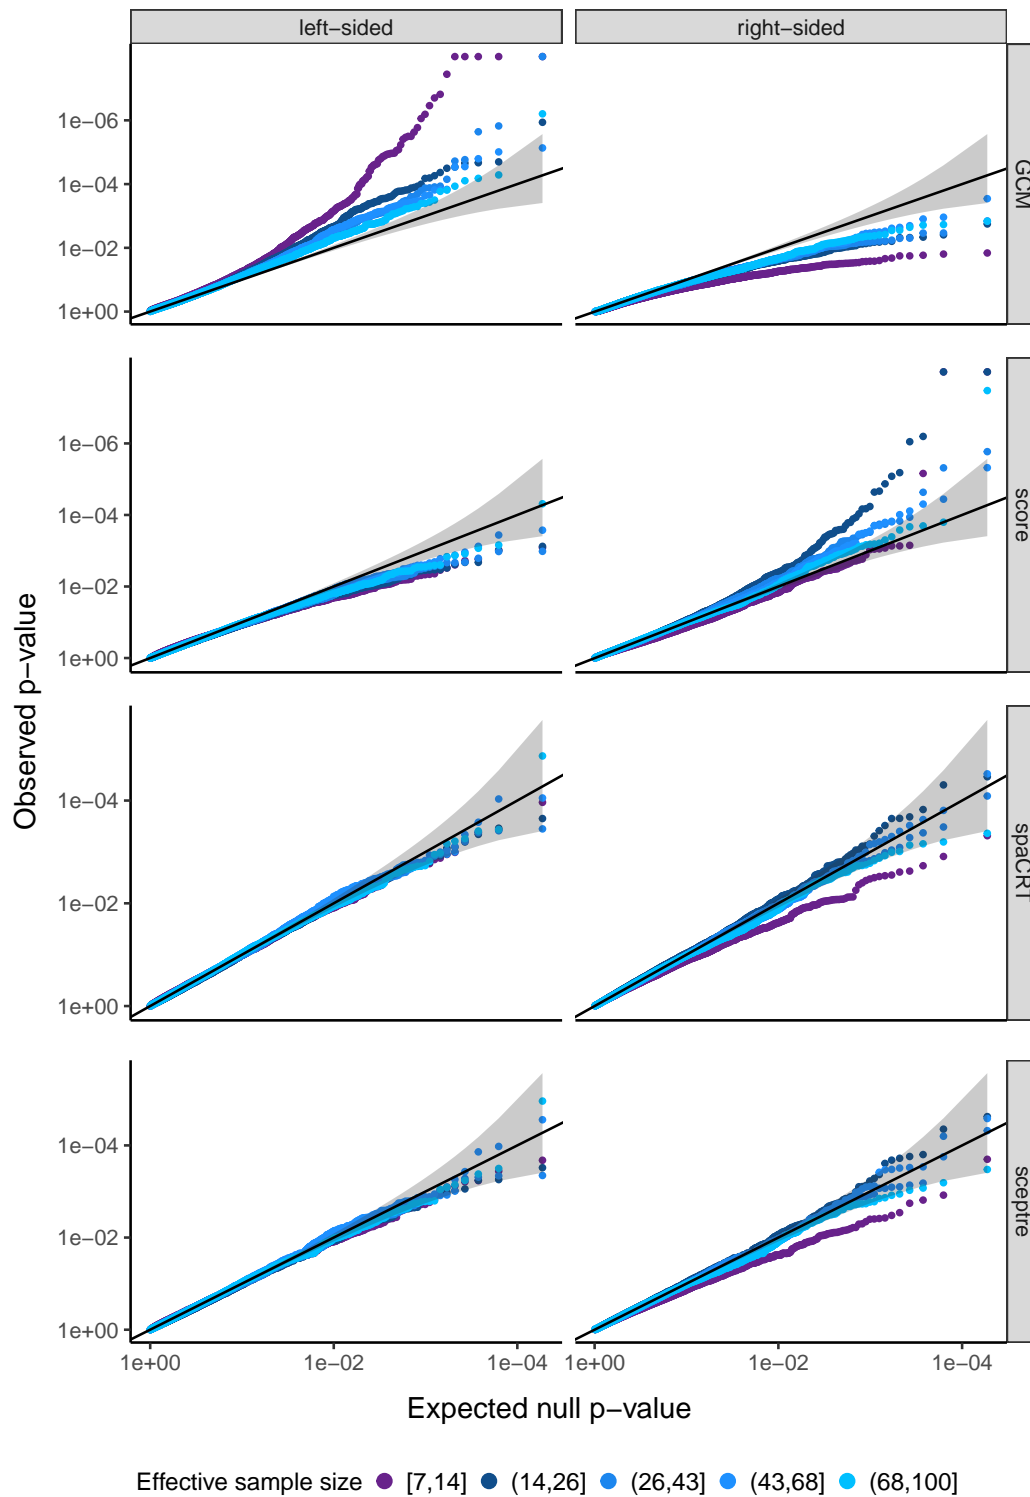 left−sided
right−sided
1e−06
1e−04
1e−02
1e+00
GCM
1e−06
1e−04
1e−02
1e+00
score
Observed p−value
1e−04
1e−02
1e+00
spaCRT
1e−04
1e−02
1e+00
sceptre
1e+00
1e−02
1e−04
1e+00
1e−02
1e−04
Expected null p−value
Effective sample size [7,14] (14,26] (26,43] (43,68] (68,100]